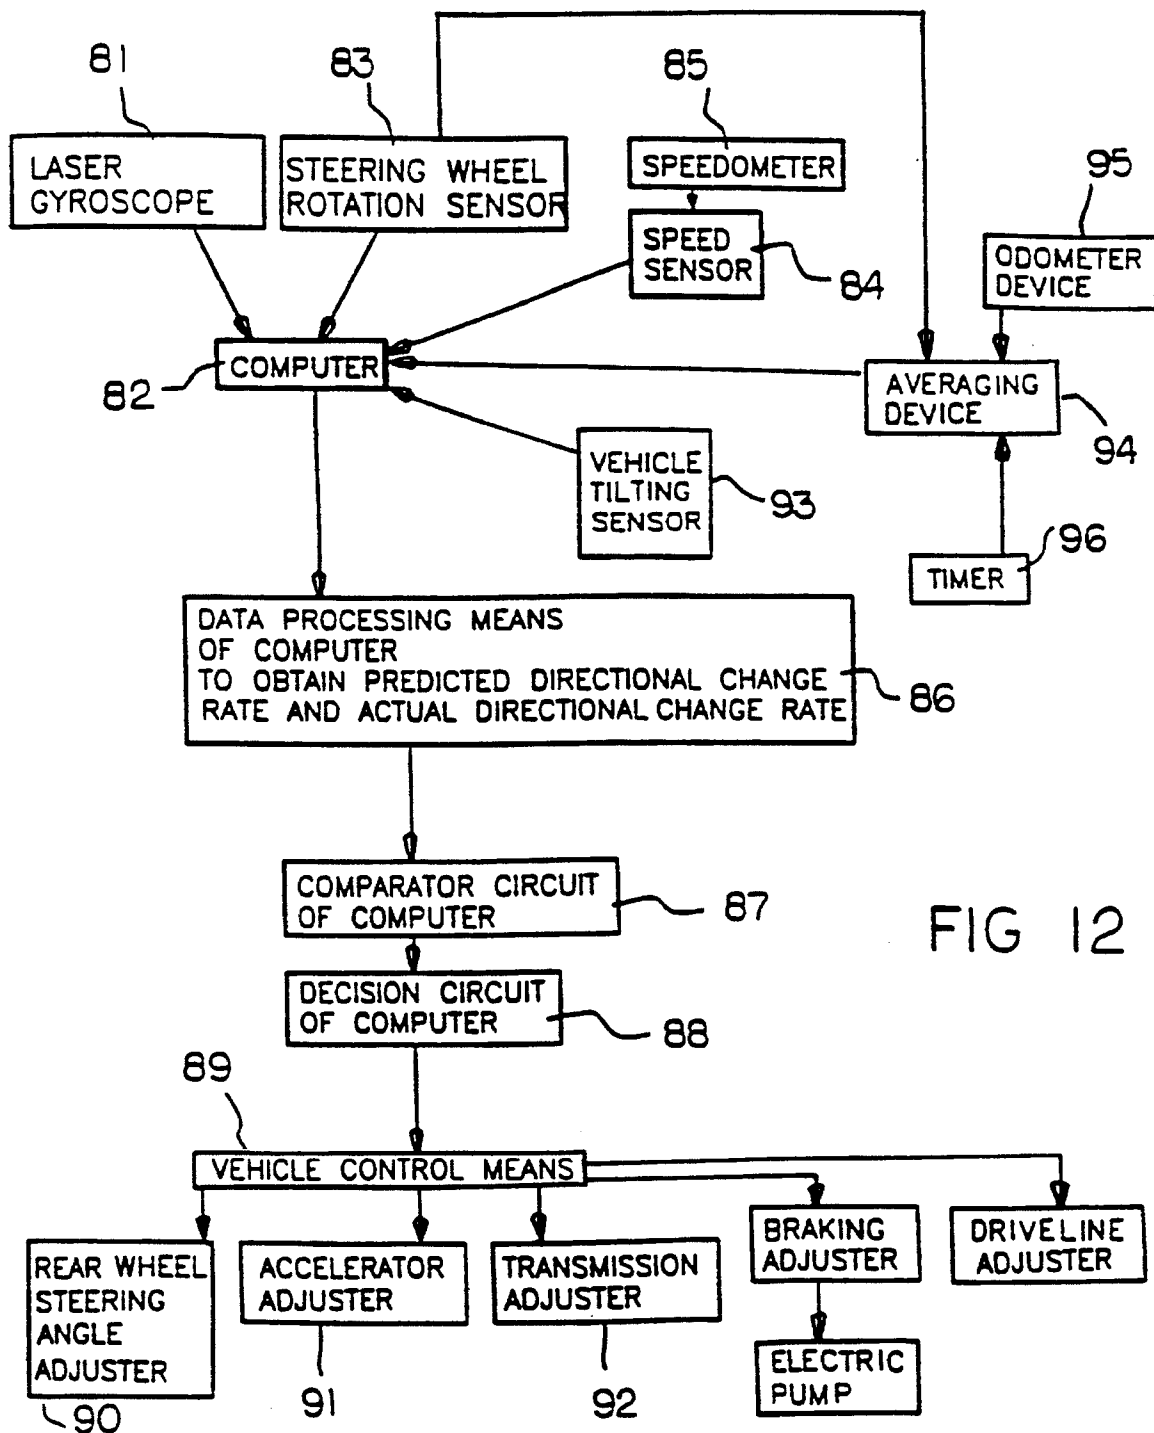 81
83
85
LASER
GYROSCOPE
STEERING WHEEL
ROTATION SENSOR
SPEEDOMETER
95
SPEED
SENSOR
84
ODOMETER
DEVICE
COMPUTER
82
AVERAGING
DEVICE
94
VEHICLE
TILTING
SENSOR
93
96
TIMER
DATA PROCESSING MEANS
OF COMPUTER
TO OBTAIN PREDICTED DIRECTIONAL CHANGE
RATE AND ACTUAL DIRECTIONAL CHANGE RATE
86
COMPARATOR CIRCUIT
OF COMPUTER
87
FIG 12
DECISION CIRCUIT
OF COMPUTER
88
89
VEHICLE CONTROL MEANS
REAR WHEEL
STEERING
ANGLE
ADJUSTER
90
ACCELERATOR
ADJUSTER
91
TRANSMISSION
ADJUSTER
92
BRAKING
ADJUSTER
DRIVELINE
ADJUSTER
ELECTRIC
PUMP